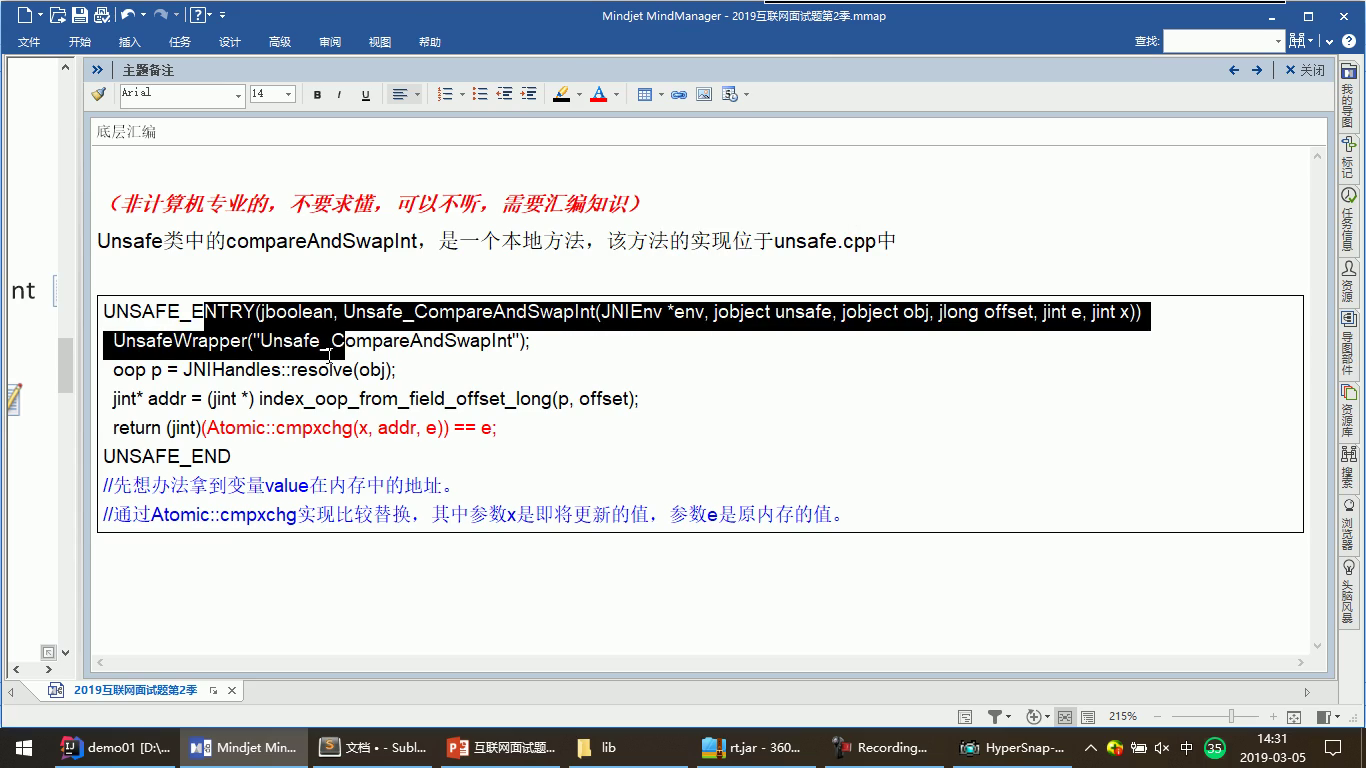 Mindjet MindManager - 2019互联网面试题第2季.mmap
文件 开始 插入 任务 设计 高级 审阅 视图 帮助 查找:
主题备注 关闭
Arial 14 B I U
底层汇编
（非计算机专业的，不要求懂，可以不听，需要汇编知识）
Unsafe类中的compareAndSwapInt，是一个本地方法，该方法的实现位于unsafe.cpp中
nt
UNSAFE_ENTRY(jboolean, Unsafe_CompareAndSwapInt(JNIEnv *env, jobject unsafe, jobject obj, jlong offset, jint e, jint x))
UnsafeWrapper("Unsafe_CompareAndSwapInt");
oop p = JNIHandles::resolve(obj);
jint* addr = (jint *) index_oop_from_field_offset_long(p, offset);
return (jint)(Atomic::cmpxchg(x, addr, e)) == e;
UNSAFE_END
//先想办法拿到变量value在内存中的地址。
//通过Atomic::cmpxchg实现比较替换，其中参数x是即将更新的值，参数e是原内存的值。
我的导图
标记
任务信息
资源
导图部件
资源库
搜索
浏览器
头脑风暴
2019互联网面试题第2季
215%
demo01 [D:\... Mindjet Min... 文档 • - Subl... 互联网面试题... lib rt.jar - 360... Recording... HyperSnap-... 中 35 14:31
2019-03-05